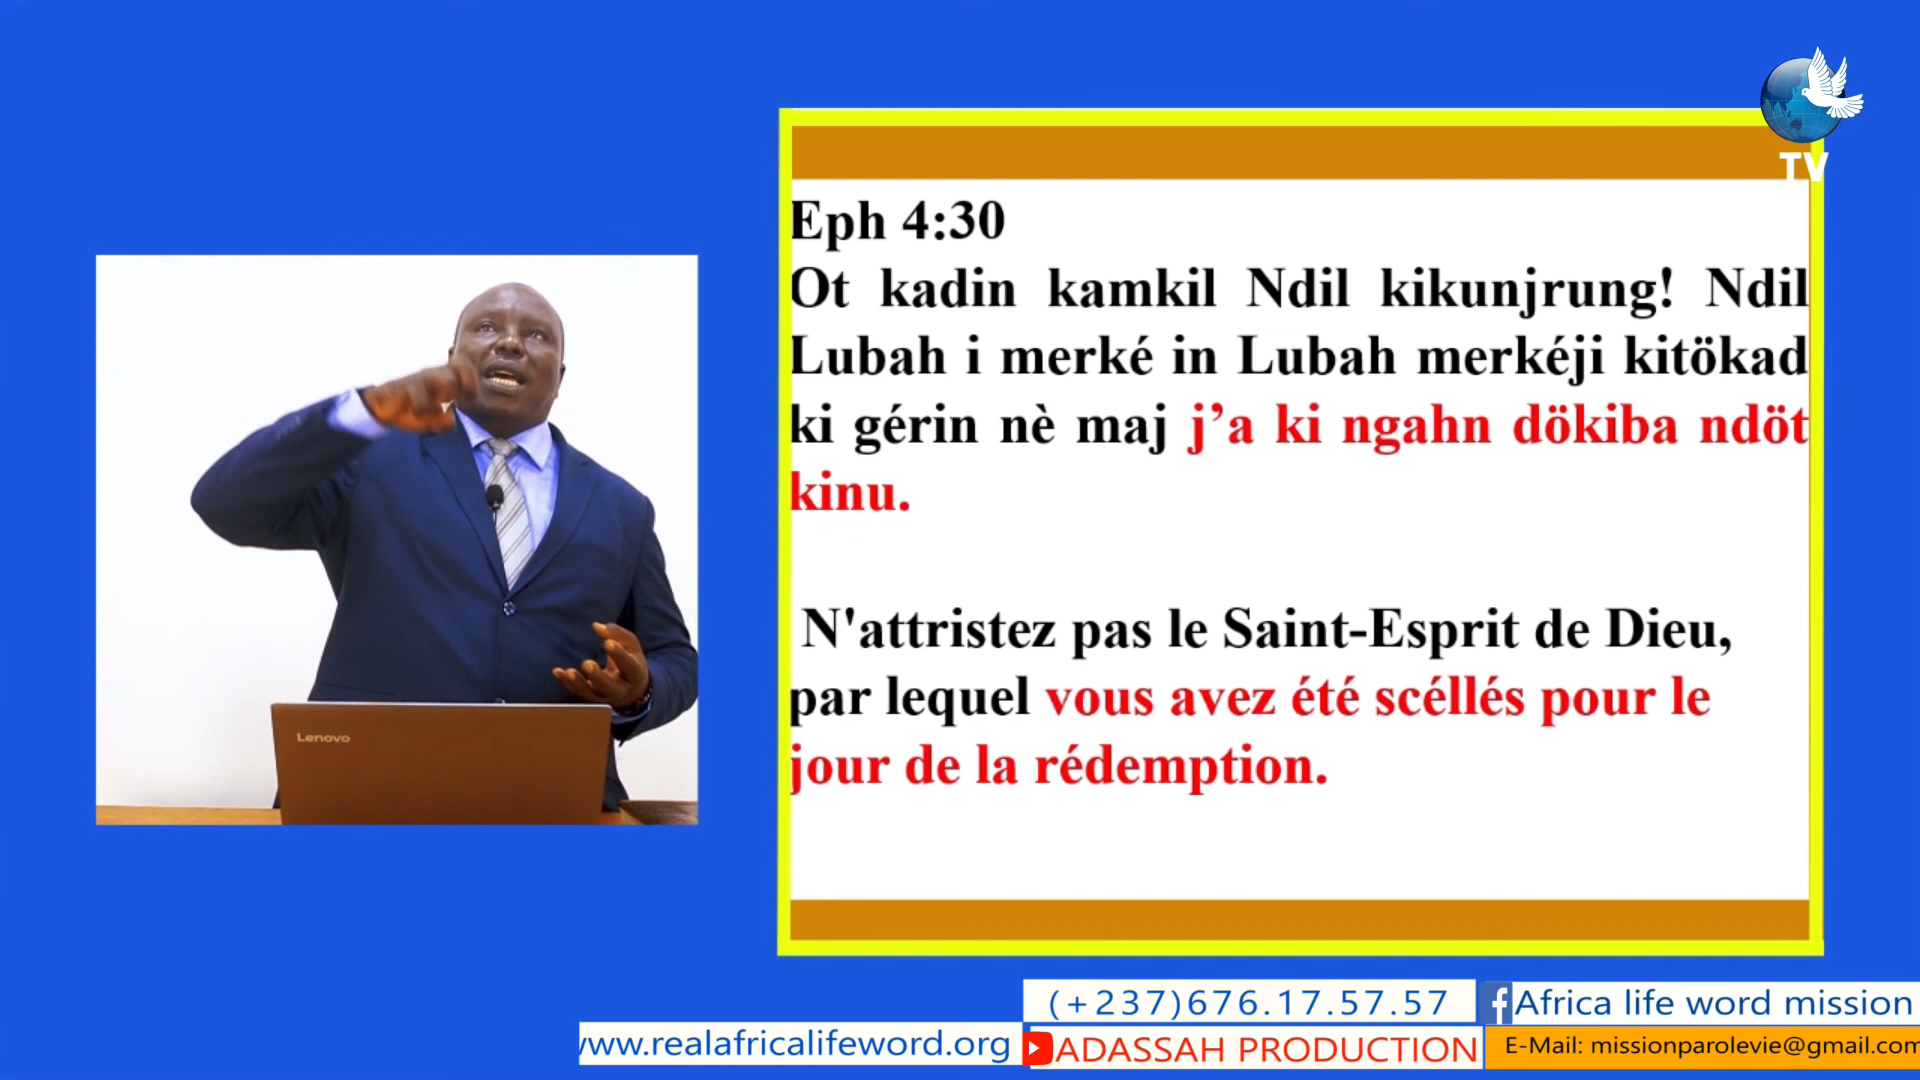 TV
Eph 4:30
Ot kadin kamkil Ndil kikunjrung! Ndil
Lubah i merké in Lubah merkéji kitökad
ki gérin nè maj j’a ki ngahn dökiba ndöt
kinu.
N'attristez pas le Saint-Esprit de Dieu,
par lequel vous avez été scéllés pour le
jour de la rédemption.
Lenovo
(+237)676.17.57.57
Africa life word mission
www.realafricalifeword.org
ADASSAH PRODUCTION
E-Mail: missionparolevie@gmail.com